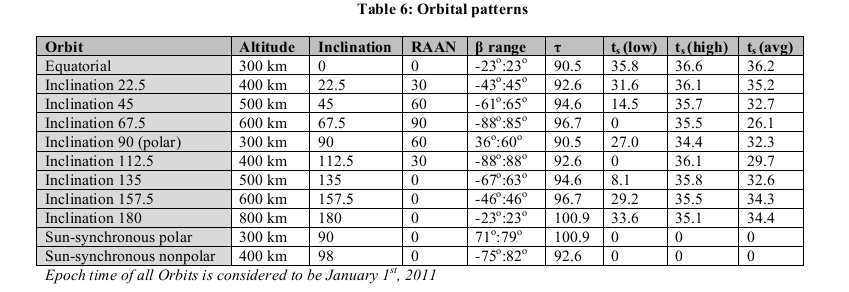 Table 6: Orbital patterns
Orbit Altitude Inclination RAAN β range τ ts (low) ts (high) ts (avg)
Equatorial 300 km 0 0 -23°:23° 90.5 35.8 36.6 36.2
Inclination 22.5 400 km 22.5 30 -43°:45° 92.6 31.6 36.1 35.2
Inclination 45 500 km 45 60 -61°:65° 94.6 14.5 35.7 32.7
Inclination 67.5 600 km 67.5 90 -88°:85° 96.7 0 35.5 26.1
Inclination 90 (polar) 300 km 90 60 36°:60° 90.5 27.0 34.4 32.3
Inclination 112.5 400 km 112.5 30 -88°:88° 92.6 0 36.1 29.7
Inclination 135 500 km 135 0 -67°:63° 94.6 8.1 35.8 32.6
Inclination 157.5 600 km 157.5 0 -46°:46° 96.7 29.2 35.5 34.3
Inclination 180 800 km 180 0 -23°:23° 100.9 33.6 35.1 34.4
Sun-synchronous polar 300 km 90 0 71°:79° 100.9 0 0 0
Sun-synchronous nonpolar 400 km 98 0 -75°:82° 92.6 0 0 0
Epoch time of all Orbits is considered to be January 1st, 2011